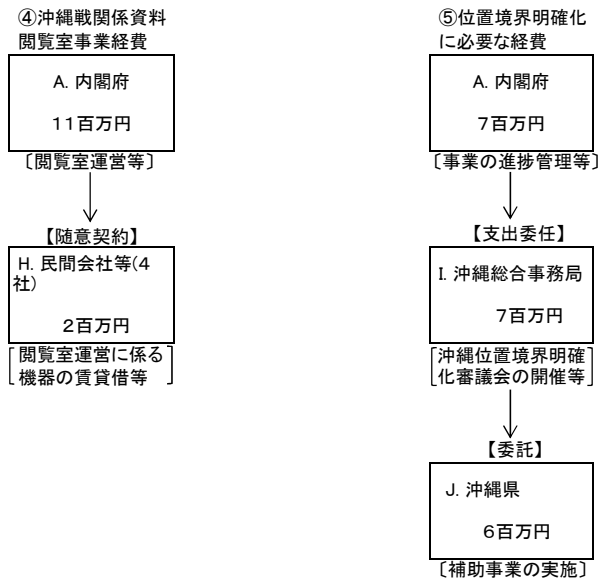 ④沖縄戦関係資料
閲覧室事業経費
A. 内閣府
11百万円
〔閲覧室運営等〕
【随意契約】
H. 民間会社等(4
社)
2百万円
閲覧室運営に係る
機器の賃貸借等
⑤位置境界明確化
に必要な経費
A. 内閣府
7百万円
〔事業の進捗管理等〕
【支出委任】
I. 沖縄総合事務局
7百万円
沖縄位置境界明確
化審議会の開催等
【委託】
J. 沖縄県
6百万円
〔補助事業の実施〕